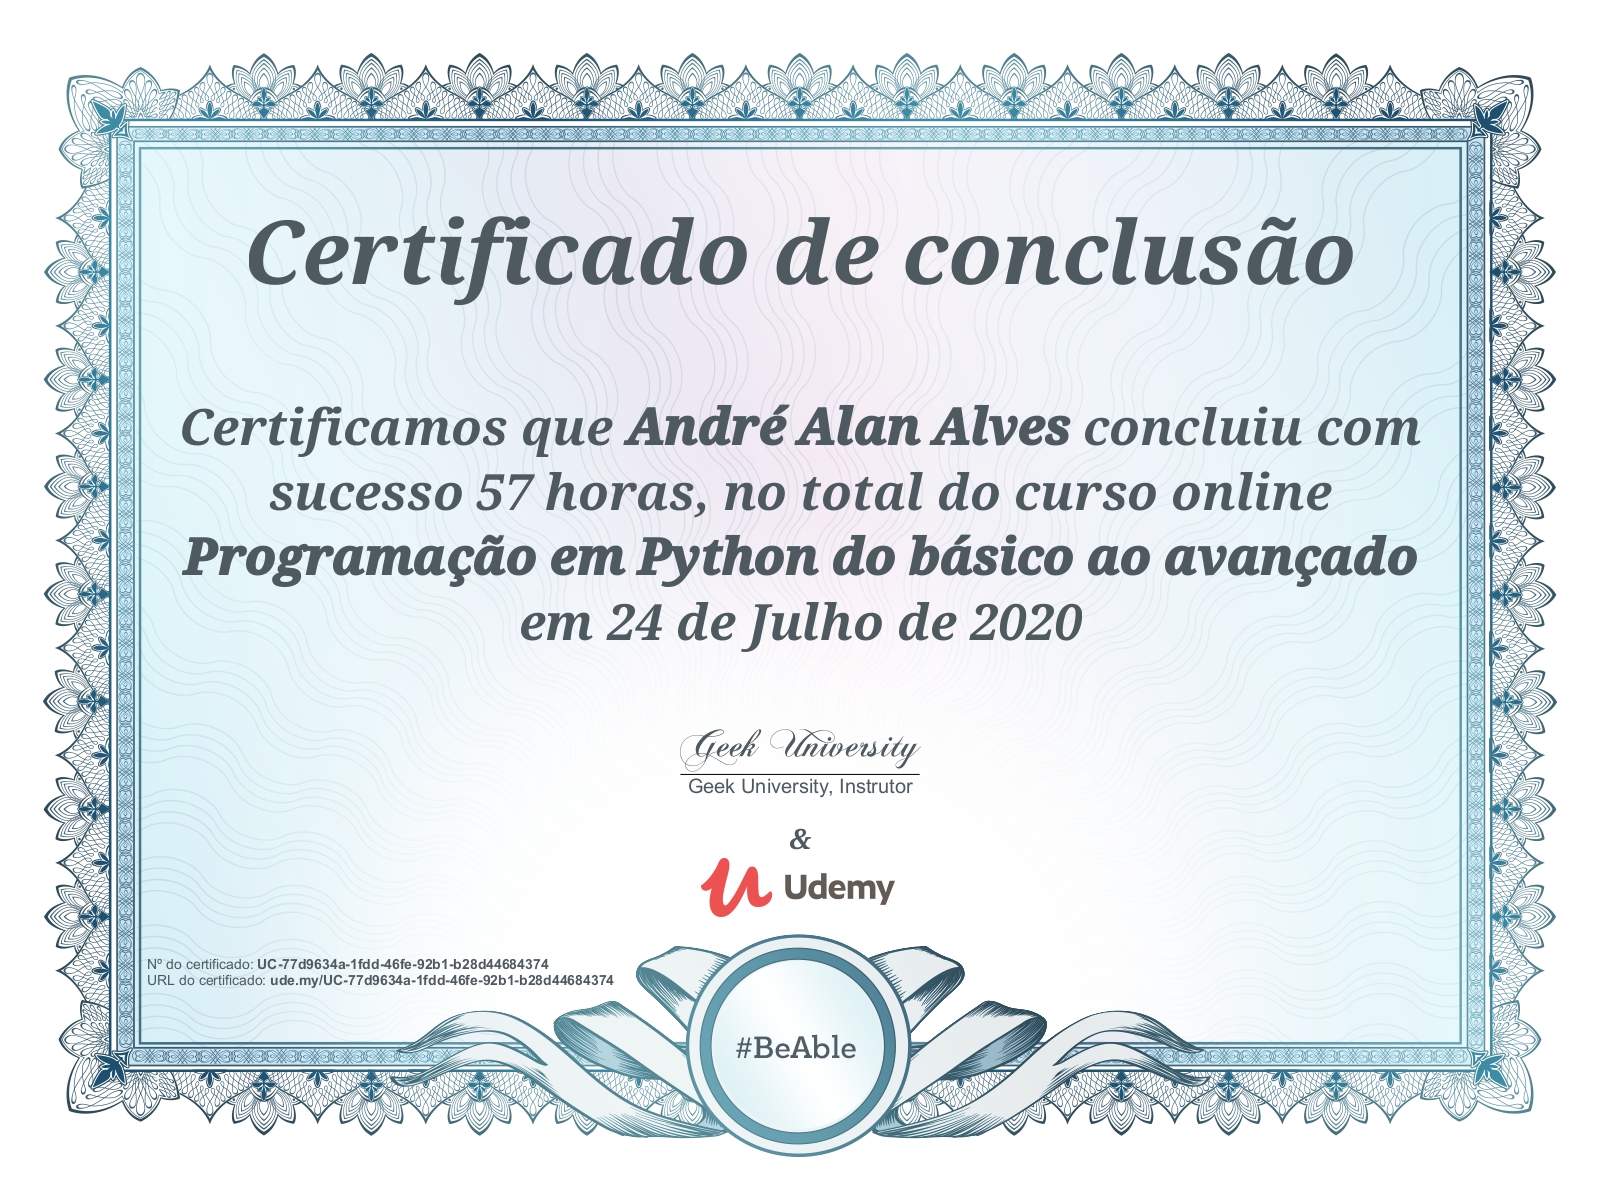 Certificado de conclusão
Certificamos que André Alan Alves concluiu com
sucesso 57 horas, no total do curso online
Programação em Python do básico ao avançado
em 24 de Julho de 2020
Geek University
Geek University, Instrutor
&
Udemy
Nº do certificado: UC-77d9634a-1fdd-46fe-92b1-b28d44684374
URL do certificado: ude.my/UC-77d9634a-1fdd-46fe-92b1-b28d44684374
#BeAble